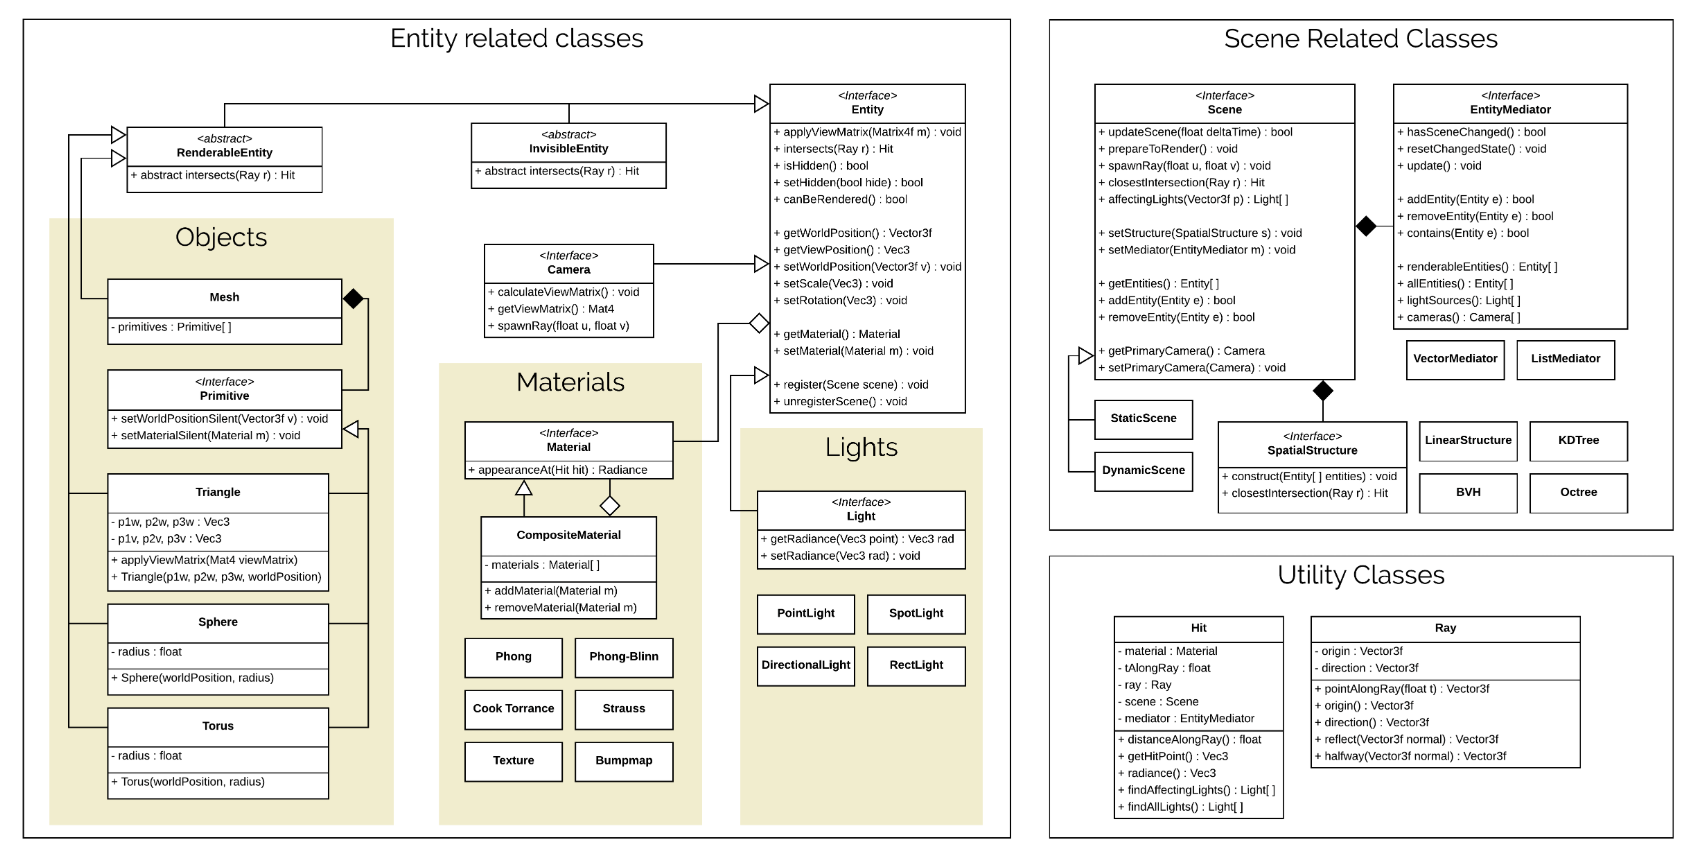 Entity related classes
<Interface>
Entity
+ applyViewMatrix(Matrix4f m) : void
+ intersects(Ray r) : Hit
+ isHidden() : bool
+ setHidden(bool hide) : bool
+ canBeRendered() : bool
+ getWorldPosition() : Vector3f
+ getViewPosition() : Vec3
+ setWorldPosition(Vector3f v) : void
+ setScale(Vec3) : void
+ setRotation(Vec3) : void
+ getMaterial() : Material
+ setMaterial(Material m) : void
+ register(Scene scene) : void
+ unregisterScene() : void
<abstract>
RenderableEntity
+ abstract intersects(Ray r) : Hit
<abstract>
InvisibleEntity
+ abstract intersects(Ray r) : Hit
<Interface>
Camera
+ calculateViewMatrix() : void
+ getViewMatrix() : Mat4
+ spawnRay(float u, float v)
Objects
Mesh
- primitives : Primitive[ ]
<Interface>
Primitive
+ setWorldPositionSilent(Vector3f v) : void
+ setMaterialSilent(Material m) : void
Triangle
- p1w, p2w, p3w : Vec3
- p1v, p2v, p3v : Vec3
+ applyViewMatrix(Mat4 viewMatrix)
+ Triangle(p1w, p2w, p3w, worldPosition)
Sphere
- radius : float
+ Sphere(worldPosition, radius)
Torus
- radius : float
+ Torus(worldPosition, radius)
Materials
<Interface>
Material
+ appearanceAt(Hit hit) : Radiance
CompositeMaterial
- materials : Material[ ]
+ addMaterial(Material m)
+ removeMaterial(Material m)
Phong
Phong-Blinn
Cook Torrance
Strauss
Texture
Bumpmap
Lights
<Interface>
Light
+ getRadiance(Vec3 point) : Vec3 rad
+ setRadiance(Vec3 rad) : void
PointLight
SpotLight
DirectionalLight
RectLight
Scene Related Classes
<Interface>
Scene
+ updateScene(float deltaTime) : bool
+ prepareToRender() : void
+ spawnRay(float u, float v) : void
+ closestIntersection(Ray r) : Hit
+ affectingLights(Vector3f p) : Light[ ]
+ setStructure(SpatialStructure s) : void
+ setMediator(EntityMediator m) : void
+ getEntities() : Entity[ ]
+ addEntity(Entity e) : bool
+ removeEntity(Entity e) : bool
+ getPrimaryCamera() : Camera
+ setPrimaryCamera(Camera) : void
<Interface>
EntityMediator
+ hasSceneChanged() : bool
+ resetChangedState() : void
+ update() : void
+ addEntity(Entity e) : bool
+ removeEntity(Entity e) : bool
+ contains(Entity e) : bool
+ renderableEntities() : Entity[ ]
+ allEntities() : Entity[ ]
+ lightSources(): Light[ ]
+ cameras() : Camera[ ]
VectorMediator
ListMediator
StaticScene
DynamicScene
<Interface>
SpatialStructure
+ construct(Entity[ ] entities) : void
+ closestIntersection(Ray r) : Hit
LinearStructure
KDTree
BVH
Octree
Utility Classes
Hit
- material : Material
- tAlongRay : float
- ray : Ray
- scene : Scene
- mediator : EntityMediator
+ distanceAlongRay() : float
+ getHitPoint() : Vec3
+ radiance() : Vec3
+ findAffectingLights() : Light[ ]
+ findAllLights() : Light[ ]
Ray
- origin : Vector3f
- direction : Vector3f
+ pointAlongRay(float t) : Vector3f
+ origin() : Vector3f
+ direction() : Vector3f
+ reflect(Vector3f normal) : Vector3f
+ halfway(Vector3f normal) : Vector3f